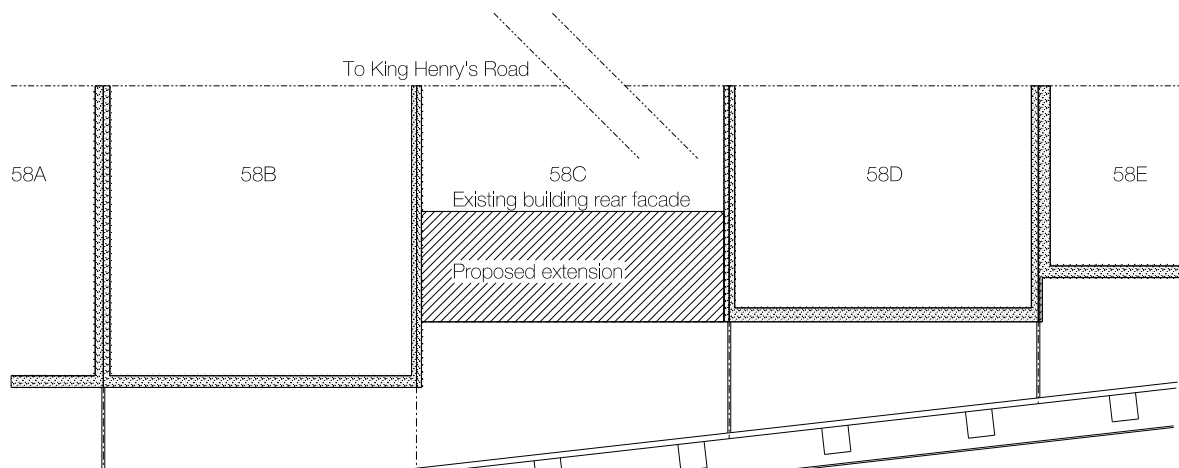 To King Henry's Road
58A
58B
58C
58D
58E
Existing building rear facade
Proposed extension